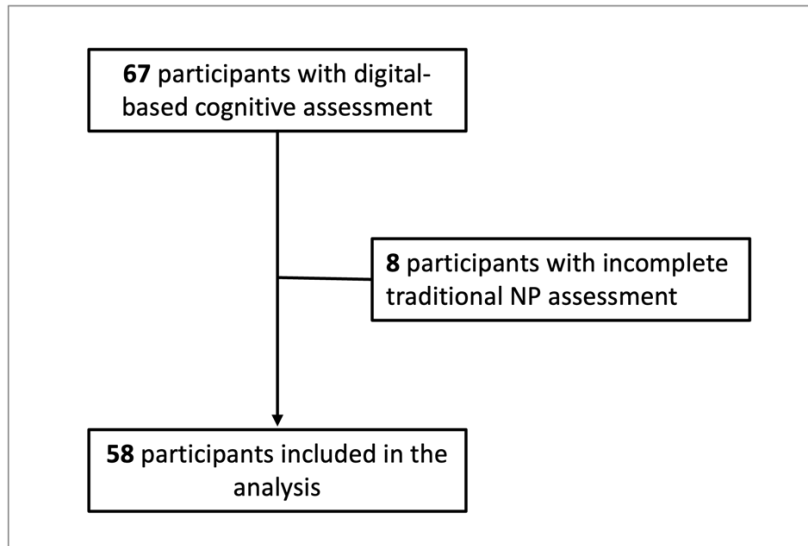 67 participants with digital-
based cognitive assessment
8 participants with incomplete
traditional NP assessment
58 participants included in the
analysis